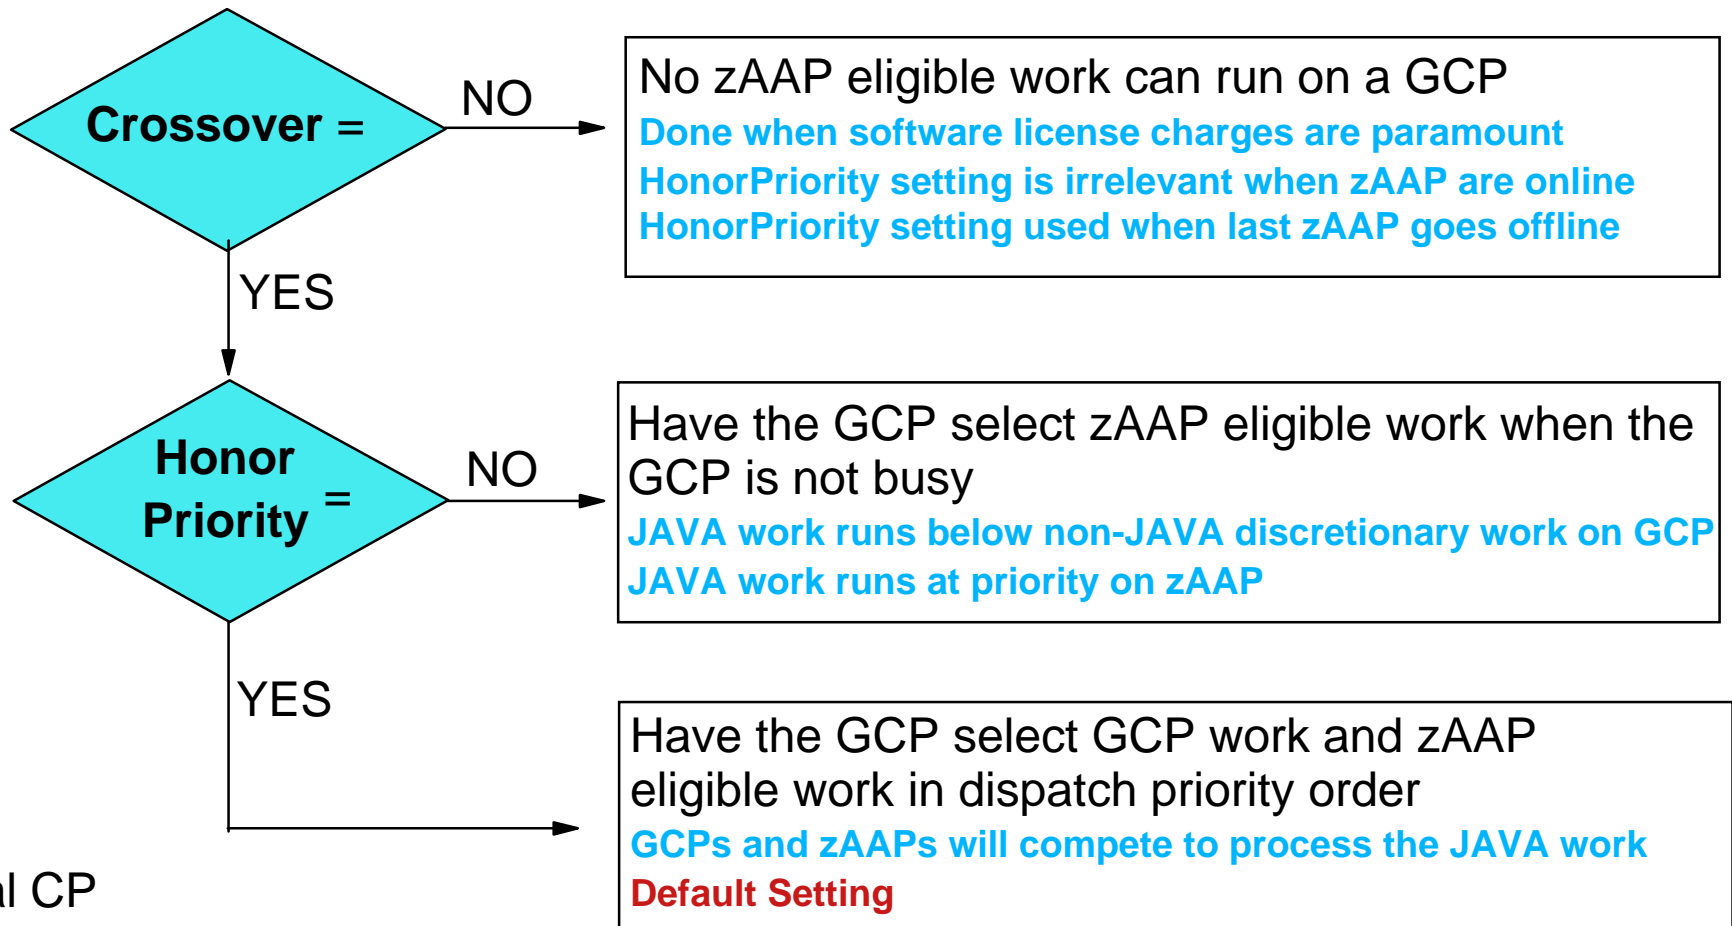 Crossover =
NO
No zAAP eligible work can run on a GCP
Done when software license charges are paramount
HonorPriority setting is irrelevant when zAAP are online
HonorPriority setting used when last zAAP goes offline
YES
Honor
Priority =
NO
Have the GCP select zAAP eligible work when the
GCP is not busy
JAVA work runs below non-JAVA discretionary work on GCP
JAVA work runs at priority on zAAP
YES
Have the GCP select GCP work and zAAP
eligible work in dispatch priority order
GCPs and zAAPs will compete to process the JAVA work
Default Setting
al CP